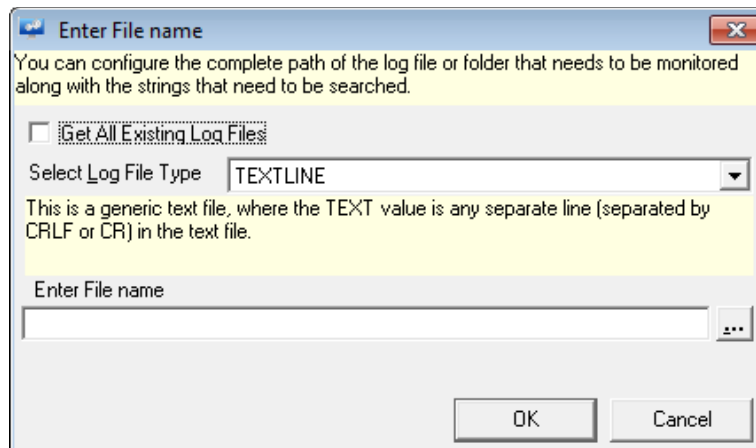 Enter File name
You can configure the complete path of the log file or folder that needs to be monitored
along with the strings that need to be searched.
Get All Existing Log Files
Select Log File Type TEXTLINE
This is a generic text file, where the TEXT value is any separate line (separated by
CRLF or CR) in the text file.
Enter File name
...
OK Cancel